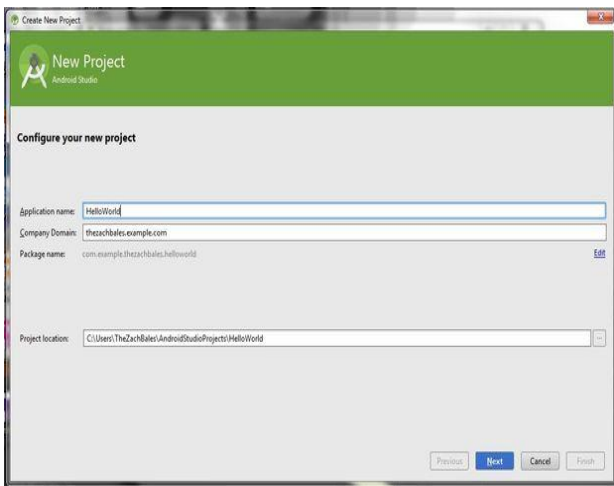 Create New Project
New Project
Android Studio
Configure your new project
Application name: HelloWorld
Company Domain: thezachbales.example.com
Package name: com.example.thezachbales.helloworld Edit
Project location: C:\Users\TheZachBales\AndroidStudioProjects\HelloWorld ...
Previous Next Cancel Finish